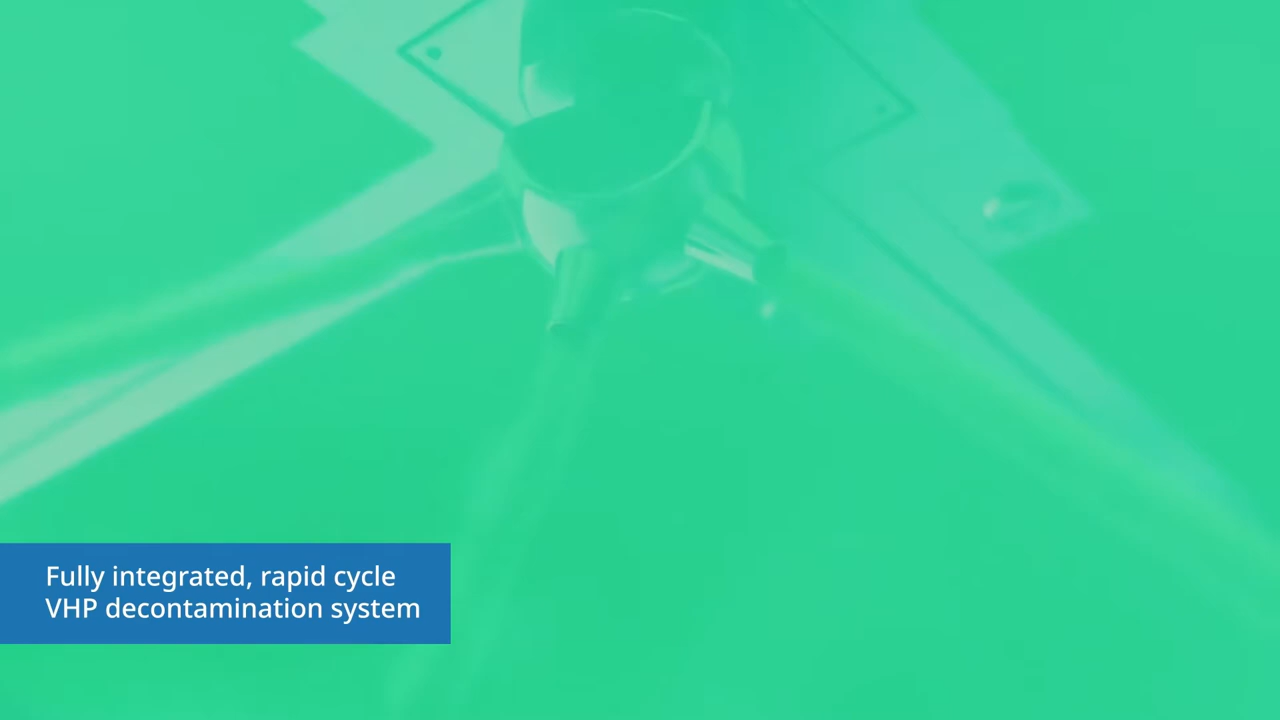 Fully integrated, rapid cycle
VHP decontamination system